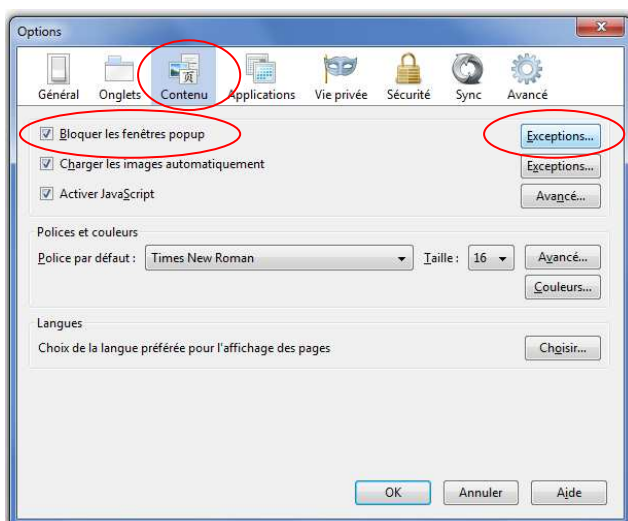 Options
Général Onglets Contenu Applications Vie privée Sécurité Sync Avancé
Bloquer les fenêtres popup Exceptions...
Charger les images automatiquement Exceptions...
Activer JavaScript Avancé...
Polices et couleurs
Police par défaut : Times New Roman Taille : 16 Avancé...
Couleurs...
Langues
Choix de la langue préférée pour l'affichage des pages Choisir...
OK Annuler Aide